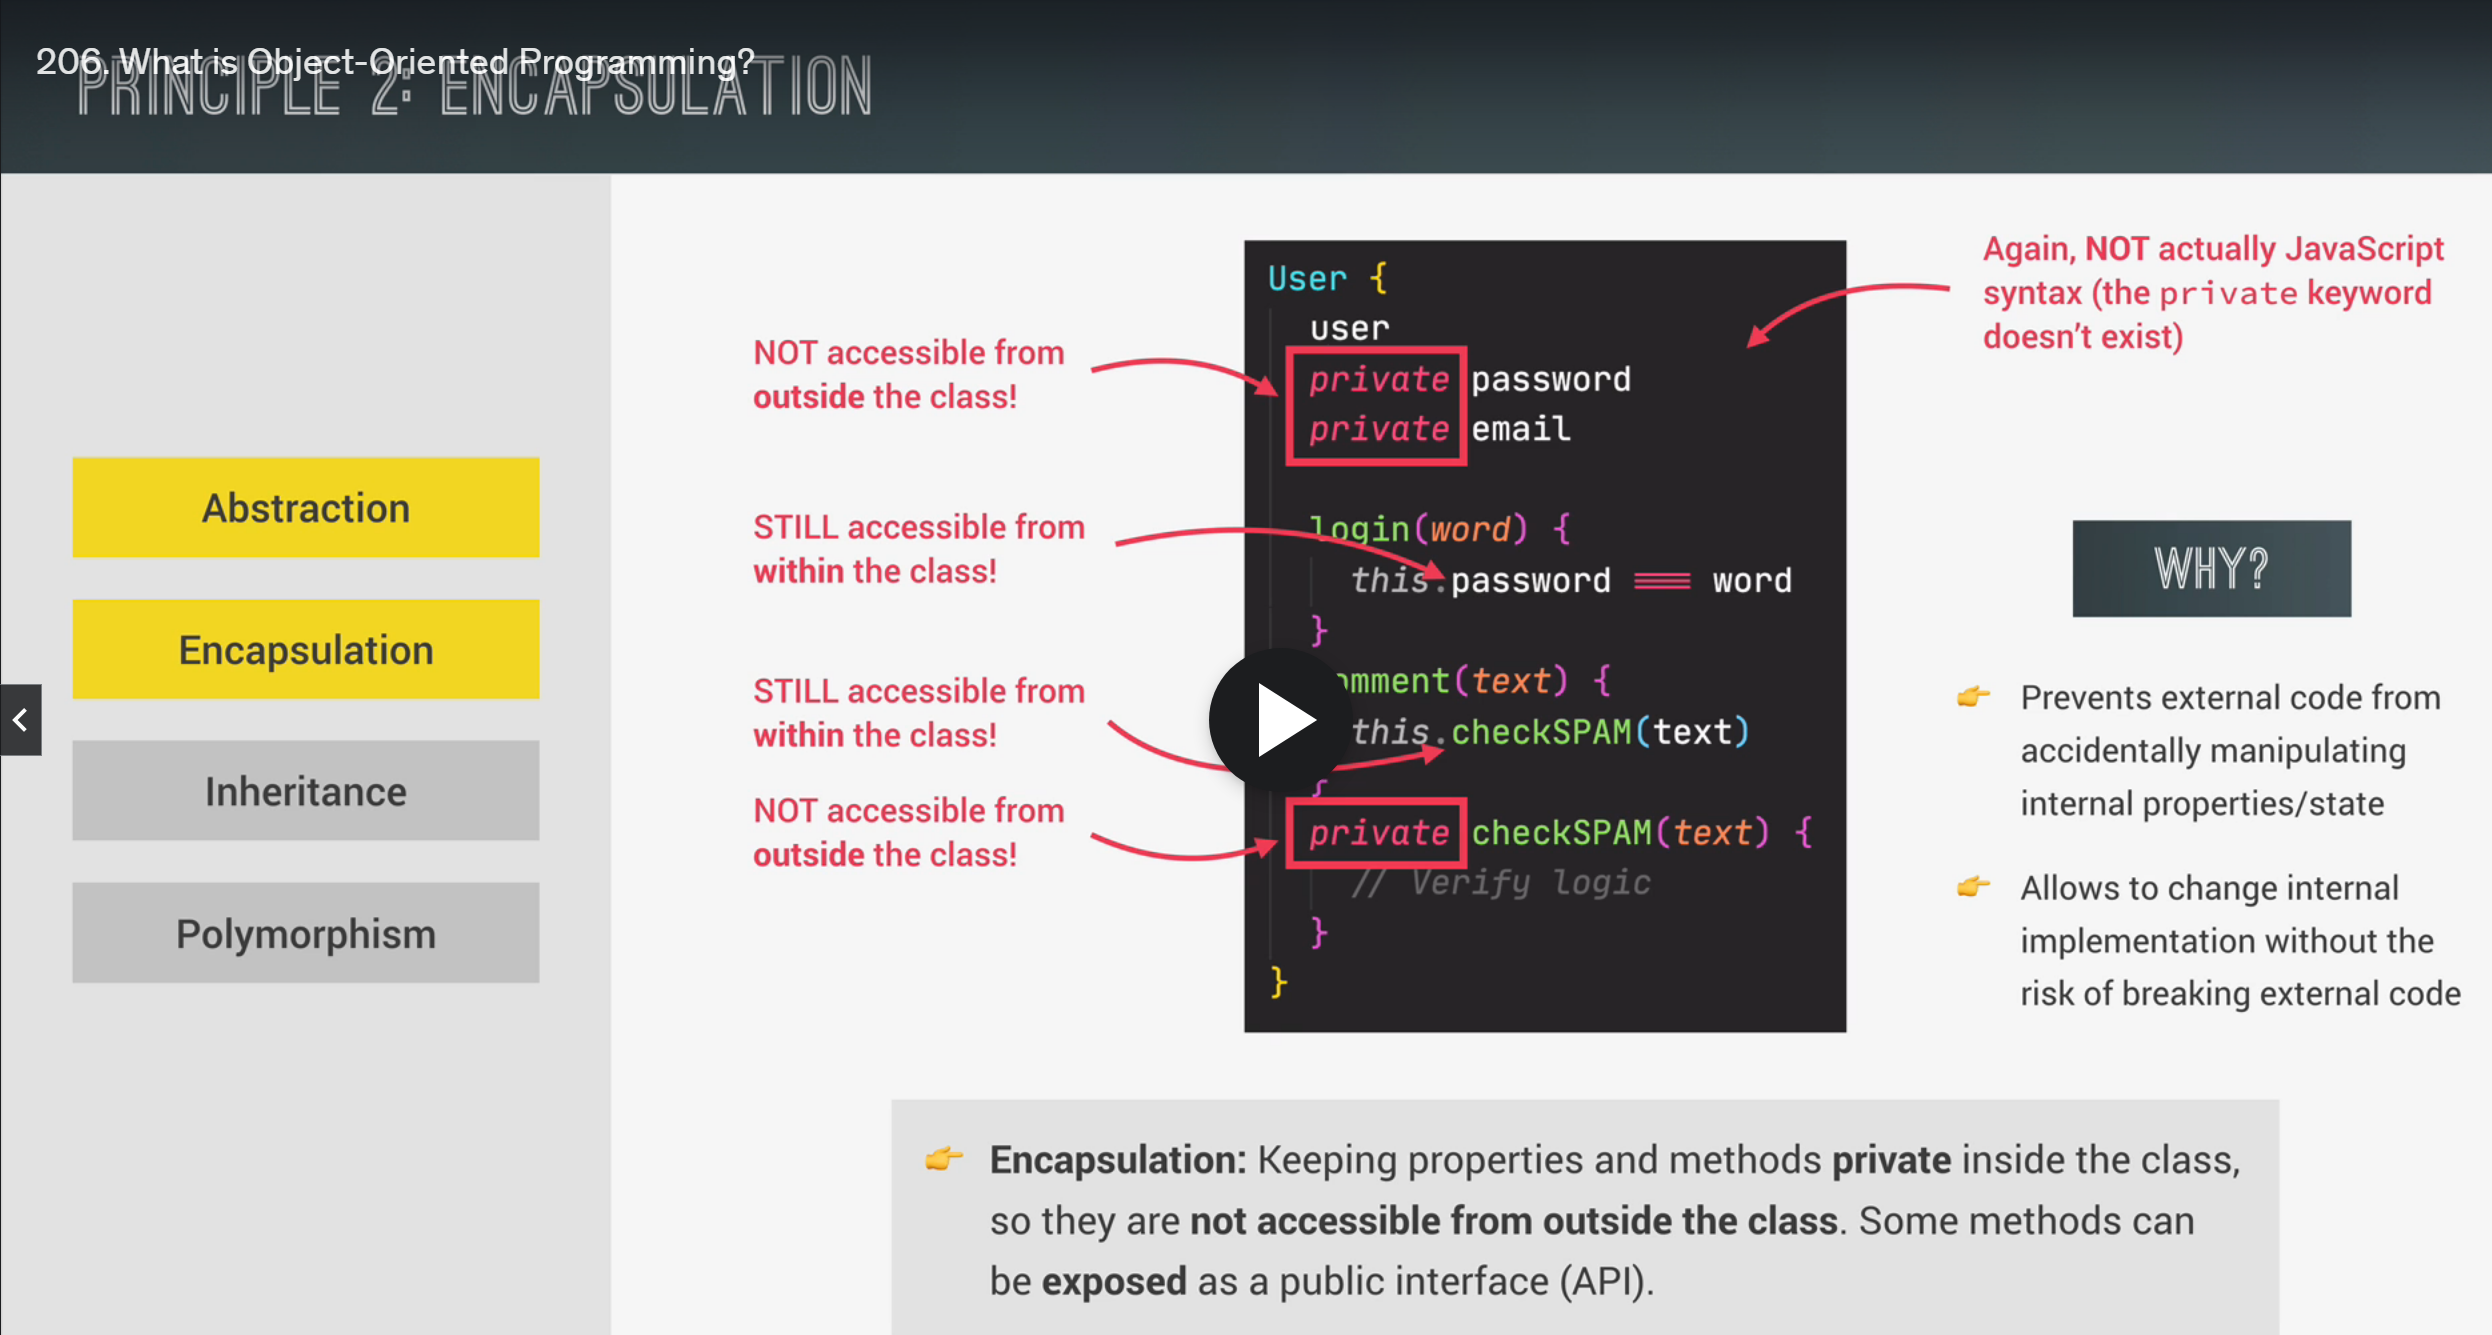 206. What is Object-Oriented Programming?
PRINCIPLE 2: ENCAPSULATION
Abstraction
Encapsulation
Inheritance
Polymorphism
NOT accessible from
outside the class!
STILL accessible from
within the class!
STILL accessible from
within the class!
NOT accessible from
outside the class!
User {
user
private password
private email
login(word) {
this.password === word
}
mment(text) {
this.checkSPAM(text)
private checkSPAM(text) {
// Verify logic
}
}
Again, NOT actually JavaScript
syntax (the private keyword
doesn’t exist)
WHY?
👉 Prevents external code from
accidentally manipulating
internal properties/state
👉 Allows to change internal
implementation without the
risk of breaking external code
👉 Encapsulation: Keeping properties and methods private inside the class,
so they are not accessible from outside the class. Some methods can
be exposed as a public interface (API).